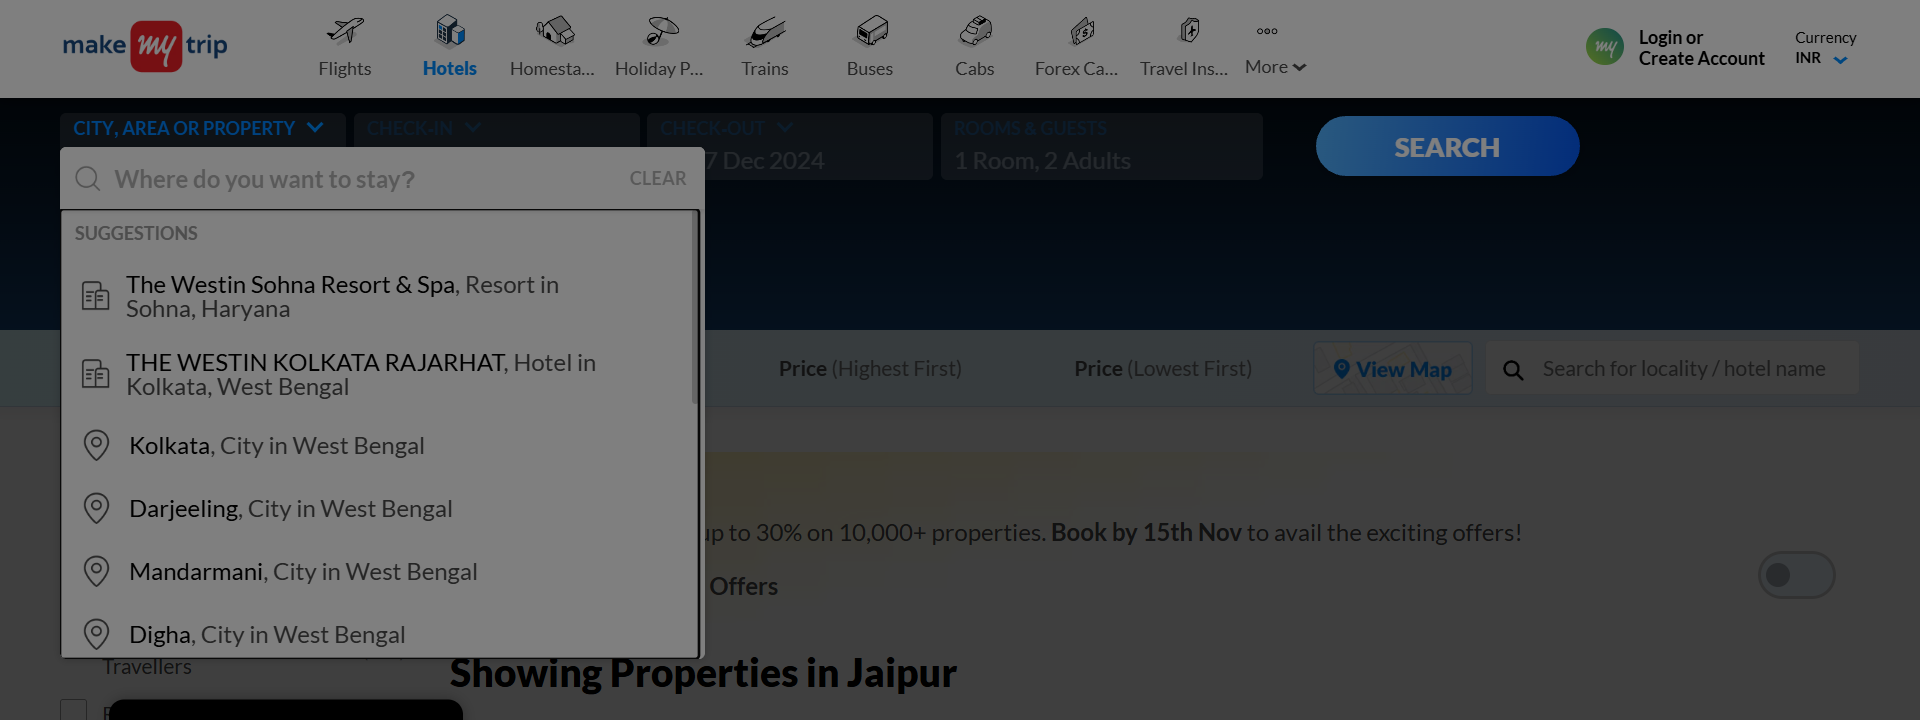 make my trip
Flights
Hotels
Homesta...
Holiday P...
Trains
Buses
Cabs
Forex Ca...
Travel Ins...
More
my
Login or
Create Account
Currency
INR
CITY, AREA OR PROPERTY
CHECK-IN
CHECK-OUT
7 Dec 2024
ROOMS & GUESTS
1 Room, 2 Adults
SEARCH
Where do you want to stay?
CLEAR
SUGGESTIONS
The Westin Sohna Resort & Spa, Resort in
Sohna, Haryana
THE WESTIN KOLKATA RAJARHAT, Hotel in
Kolkata, West Bengal
Kolkata, City in West Bengal
Darjeeling, City in West Bengal
Mandarmani, City in West Bengal
Digha, City in West Bengal
Price (Highest First)
Price (Lowest First)
View Map
Search for locality / hotel name
up to 30% on 10,000+ properties. Book by 15th Nov to avail the exciting offers!
Offers
Travellers
Showing Properties in Jaipur